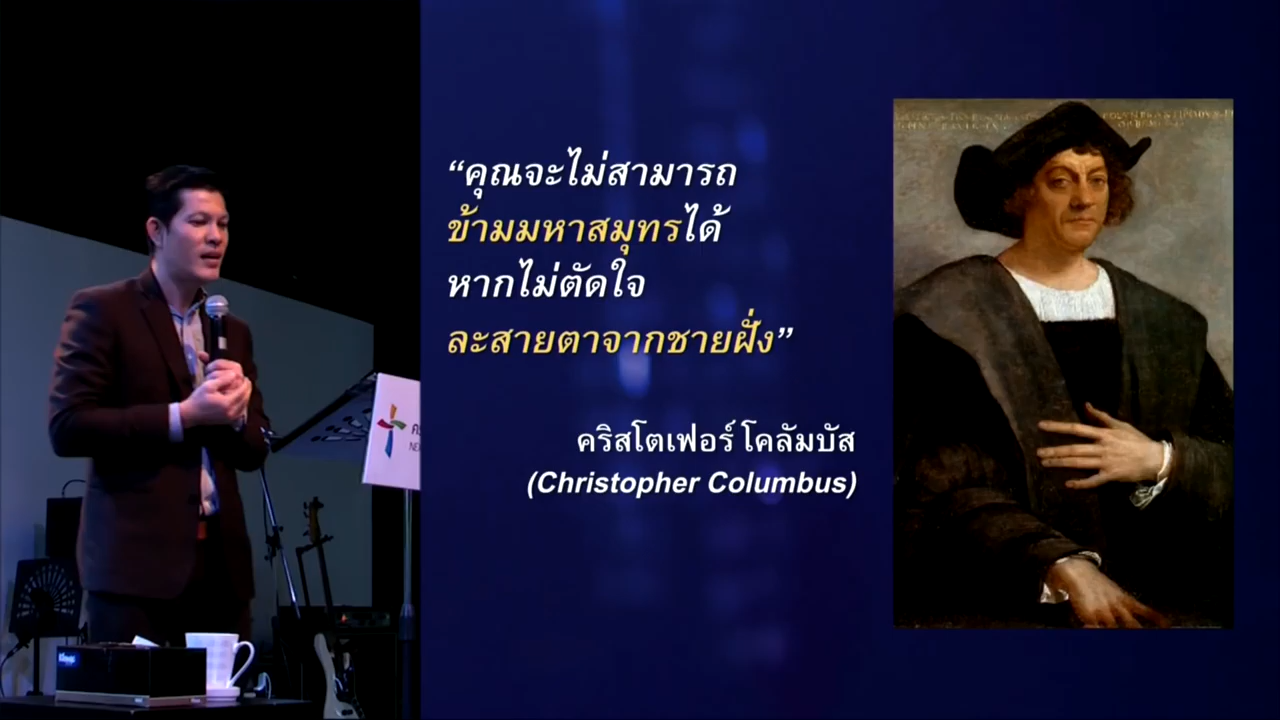 “คุณจะไม่สามารถ
ข้ามมหาสมุทรได้
หากไม่ตัดใจ
ละสายตาจากชายฝั่ง”
คริสโตเฟอร์ โคลัมบัส
(Christopher Columbus)